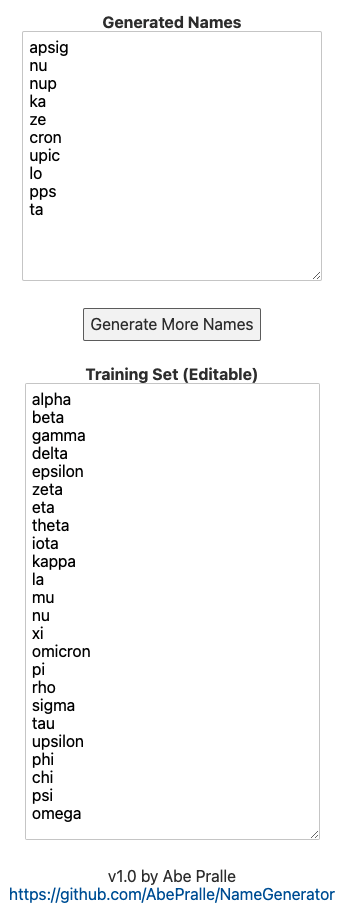 Generated Names
apsig
nu
nup
ka
ze
cron
upic
lo
pps
ta
Generate More Names
Training Set (Editable)
alpha
beta
gamma
delta
epsilon
zeta
eta
theta
iota
kappa
la
mu
nu
xi
omicron
pi
rho
sigma
tau
upsilon
phi
chi
psi
omega
v1.0 by Abe Pralle
https://github.com/AbePralle/NameGenerator